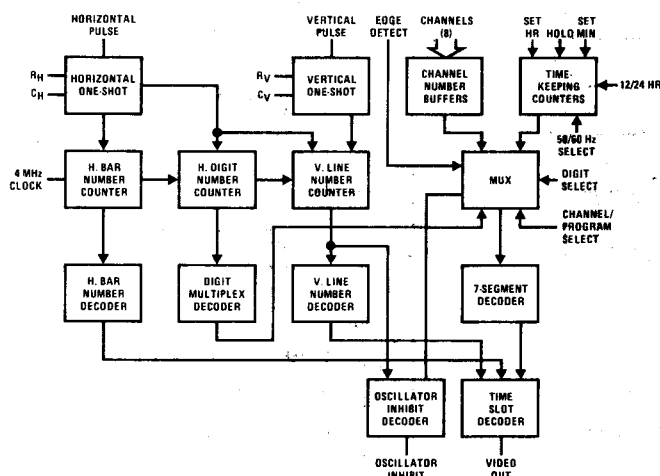 HORIZONTAL
PULSE
VERTICAL
PULSE
EDGE
DETECT
CHANNELS
(8)
SET
HR
HOLD
SET
MIN
RH
CH
HORIZONTAL
ONE-SHOT
RV
CV
VERTICAL
ONE-SHOT
CHANNEL
NUMBER
BUFFERS
TIME-
KEEPING
COUNTERS
12/24 HR
50/60 Hz
SELECT
4 MHz
CLOCK
H. BAR
NUMBER
COUNTER
H. DIGIT
NUMBER
COUNTER
V. LINE
NUMBER
COUNTER
MUX
DIGIT
SELECT
CHANNEL/
PROGRAM
SELECT
H. BAR
NUMBER
DECODER
DIGIT
MULTIPLEX
DECODER
V. LINE
NUMBER
DECODER
7-SEGMENT
DECODER
OSCILLATOR
INHIBIT
DECODER
TIME
SLOT
DECODER
OSCILLATOR
INHIBIT
VIDEO
OUT